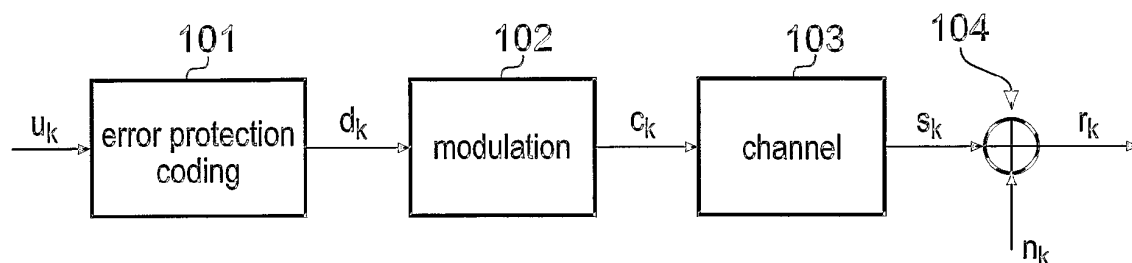 101
102
103
104
u_k
error protection
coding
d_k
modulation
c_k
channel
s_k
r_k
n_k